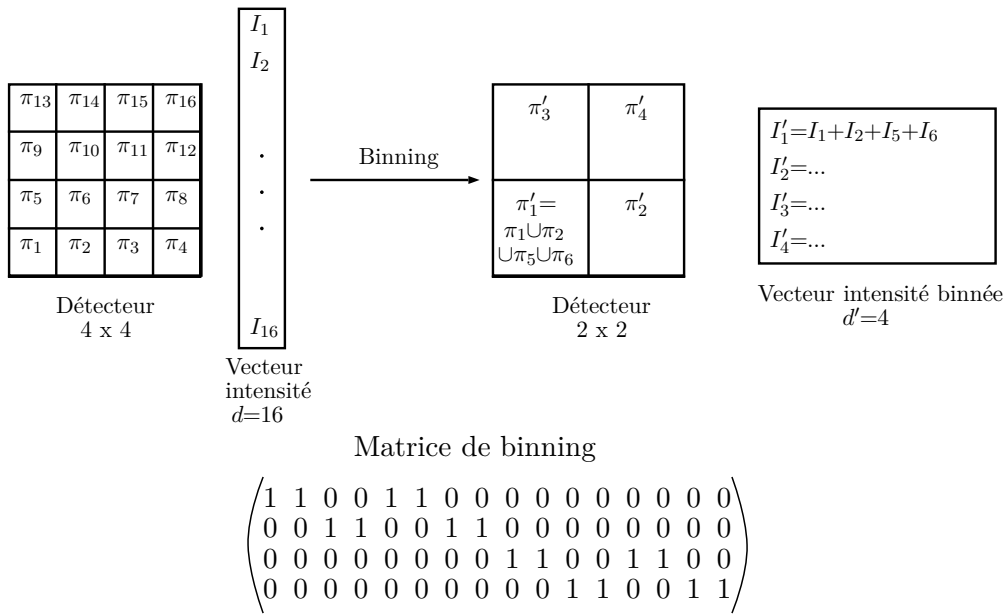 I₁
I₂
.
.
.
I₁₆
π₁₃ π₁₄ π₁₅ π₁₆
π₉ π₁₀ π₁₁ π₁₂
π₅ π₆ π₇ π₈
π₁ π₂ π₃ π₄
Détecteur
4 x 4
Vecteur
intensité
d=16
Binning
π′₃ π′₄
π′₁= π′₂
π₁∪π₂
∪π₅∪π₆
Détecteur
2 x 2
I′₁=I₁+I₂+I₅+I₆
I′₂=...
I′₃=...
I′₄=...
Vecteur intensité binnée
d′=4
Matrice de binning
1 1 0 0 1 1 0 0 0 0 0 0 0 0 0 0
0 0 1 1 0 0 1 1 0 0 0 0 0 0 0 0
0 0 0 0 0 0 0 0 1 1 0 0 1 1 0 0
0 0 0 0 0 0 0 0 0 0 1 1 0 0 1 1